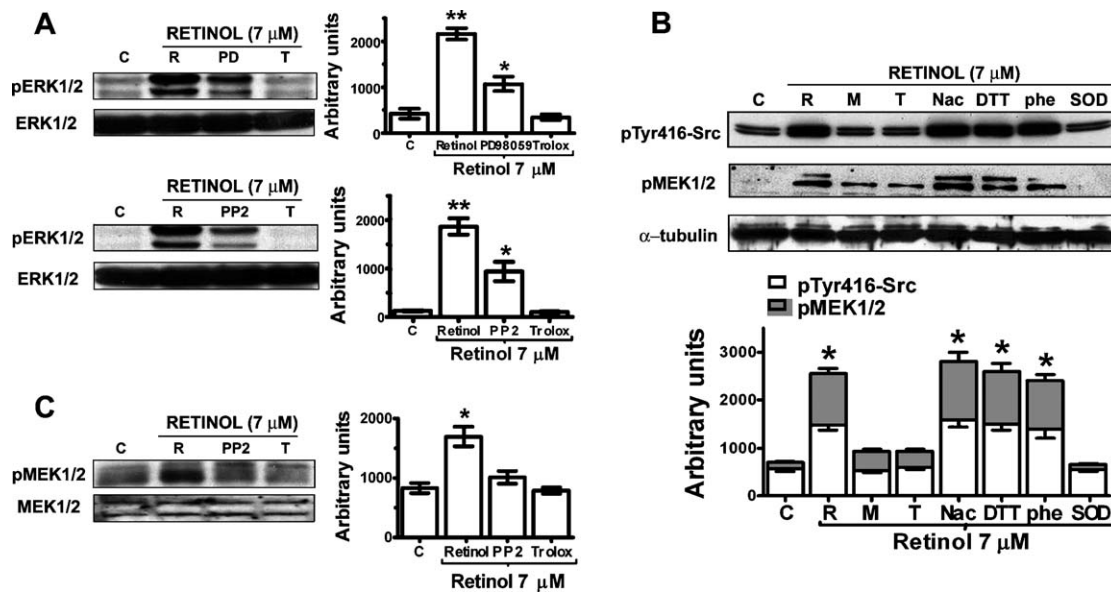 A
RETINOL (7 μM)
C R PD T
pERK1/2
ERK1/2
Arbitrary units
2000
1000
0
** *
C Retinol PD98059 Trolox
Retinol 7 μM
RETINOL (7 μM)
C R PP2 T
pERK1/2
ERK1/2
Arbitrary units
2000
1000
0
** *
C Retinol PP2 Trolox
Retinol 7 μM
C
RETINOL (7 μM)
C R PP2 T
pMEK1/2
MEK1/2
Arbitrary units
2000
1000
0
*
C Retinol PP2 Trolox
Retinol 7 μM
B
RETINOL (7 μM)
C R M T Nac DTT phe SOD
pTyr416-Src
pMEK1/2
α–tubulin
pTyr416-Src
pMEK1/2
Arbitrary units
3000
2000
1000
0
* * * *
C R M T Nac DTT phe SOD
Retinol 7 μM